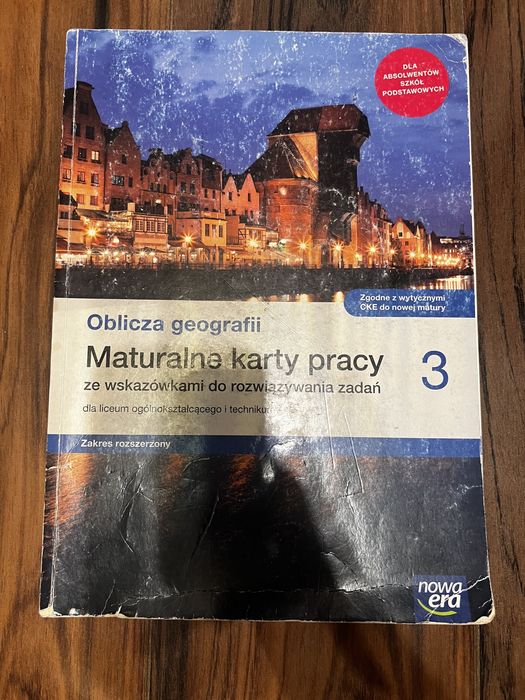 DLA
ABSOLWENTÓW
SZKÓŁ
PODSTAWOWYCH
Zgodne z wytycznymi
CKE do nowej matury
Oblicza geografii
Maturalne karty pracy
3
ze wskazówkami do rozwiązywania zadań
dla liceum ogólnokształcącego i technikum
Zakres rozszerzony
nowa
era